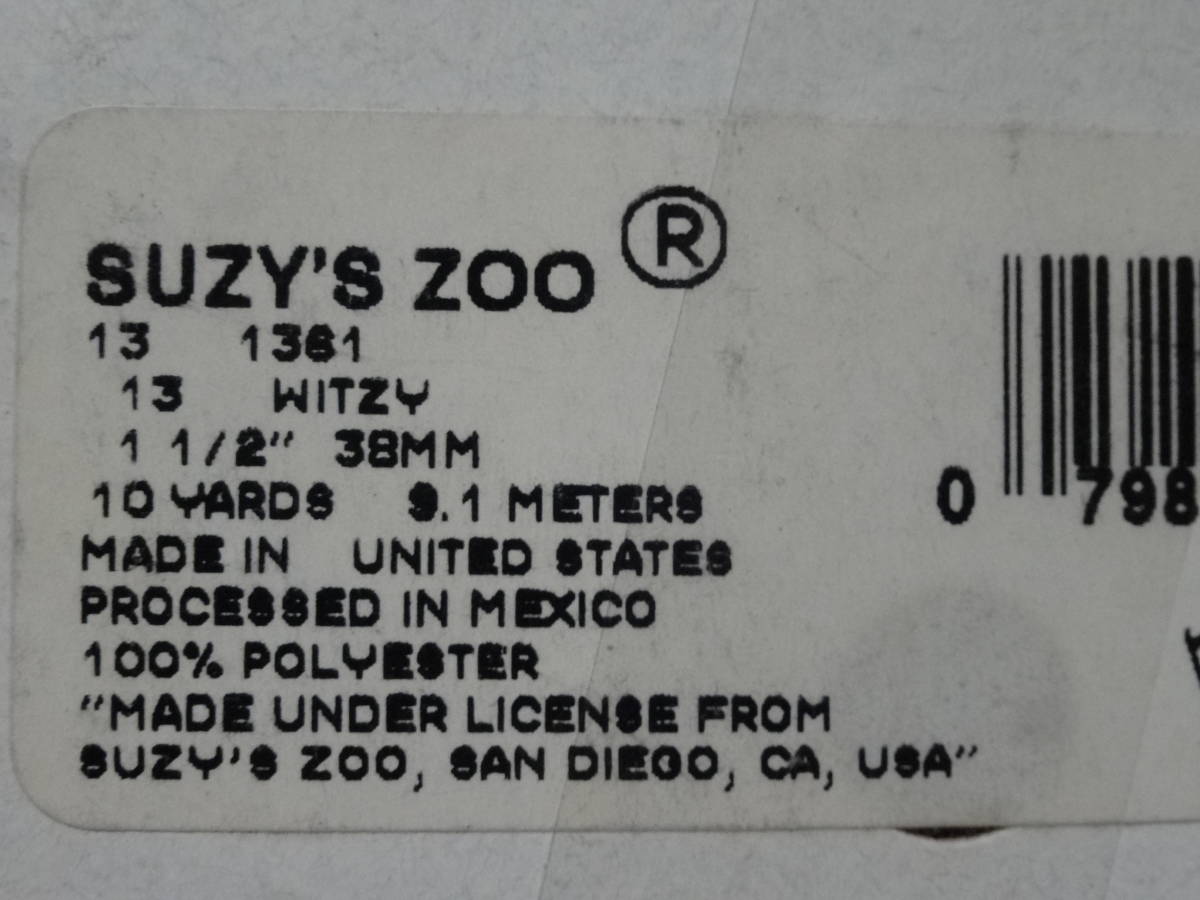 SUZY'S ZOO ®
13 1361
13 WITZY
1 1/2" 38MM
10 YARDS 9.1 METERS
MADE IN UNITED STATES
PROCESSED IN MEXICO
100% POLYESTER
"MADE UNDER LICENSE FROM
SUZY'S ZOO, SAN DIEGO, CA, USA"
0 798